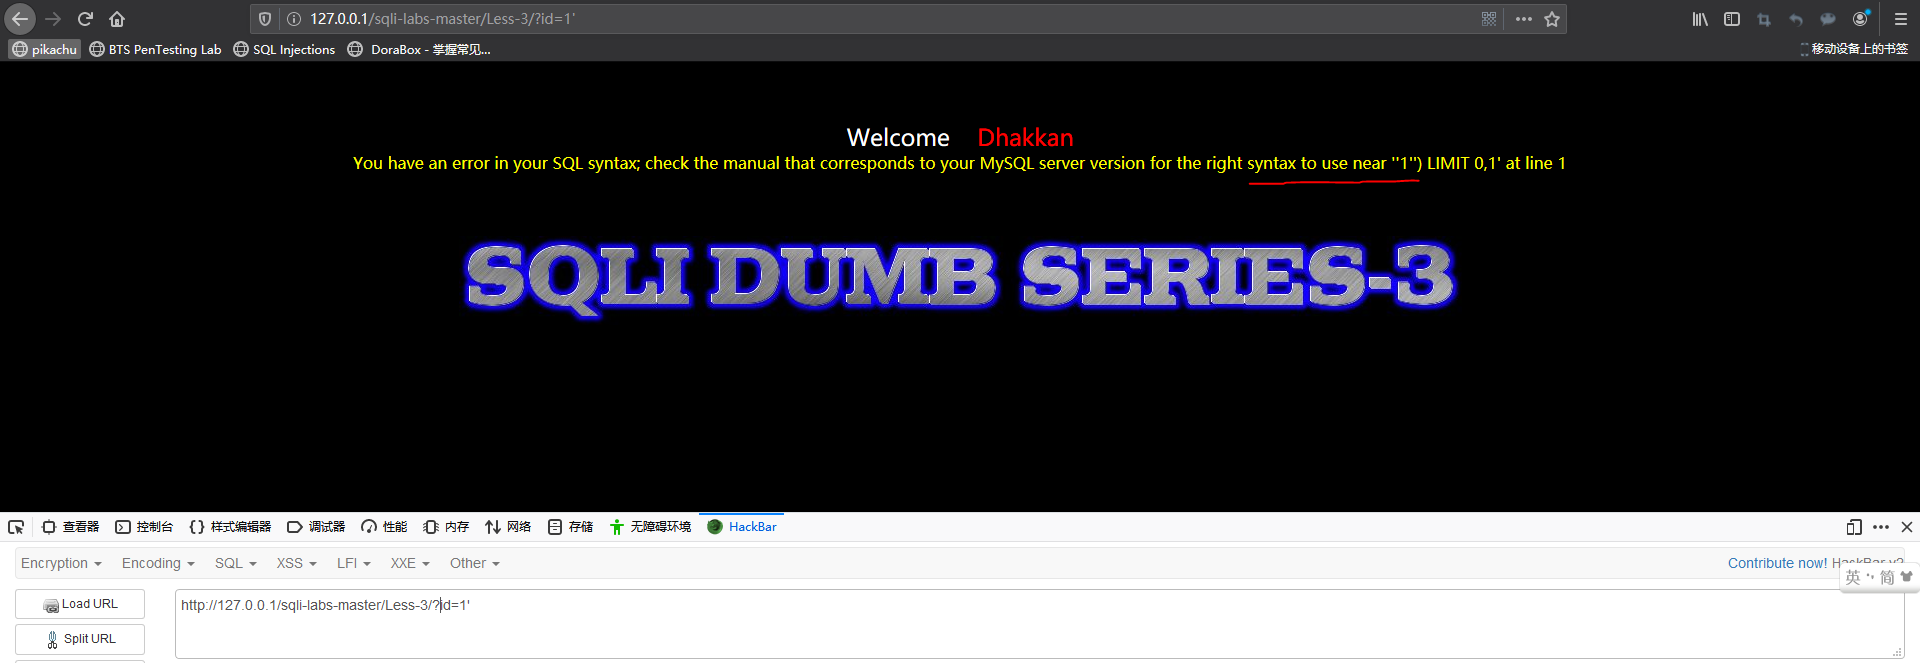 127.0.0.1/sqli-labs-master/Less-3/?id=1'
pikachu BTS PenTesting Lab SQL Injections DoraBox - 掌握常见... 移动设备上的书签
Welcome Dhakkan
You have an error in your SQL syntax; check the manual that corresponds to your MySQL server version for the right syntax to use near ''1'') LIMIT 0,1' at line 1
SQLI DUMB SERIES-3
查看器 控制台 样式编辑器 调试器 性能 内存 网络 存储 无障碍环境 HackBar
Encryption Encoding SQL XSS LFI XXE Other Contribute now! HackBar v2
英 简
Load URL http://127.0.0.1/sqli-labs-master/Less-3/?id=1'
Split URL